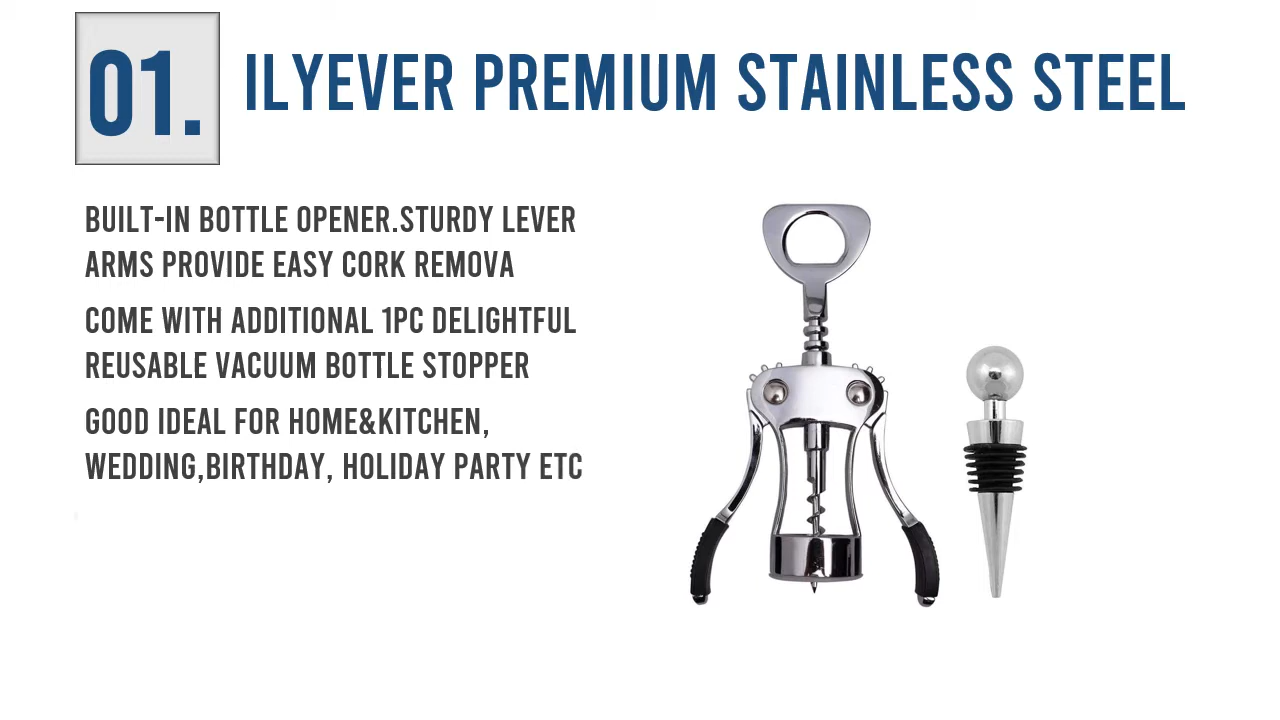 01.
ILYEVER PREMIUM STAINLESS STEEL
BUILT-IN BOTTLE OPENER.STURDY LEVER
ARMS PROVIDE EASY CORK REMOVA
COME WITH ADDITIONAL 1PC DELIGHTFUL
REUSABLE VACUUM BOTTLE STOPPER
GOOD IDEAL FOR HOME&KITCHEN,
WEDDING,BIRTHDAY, HOLIDAY PARTY ETC